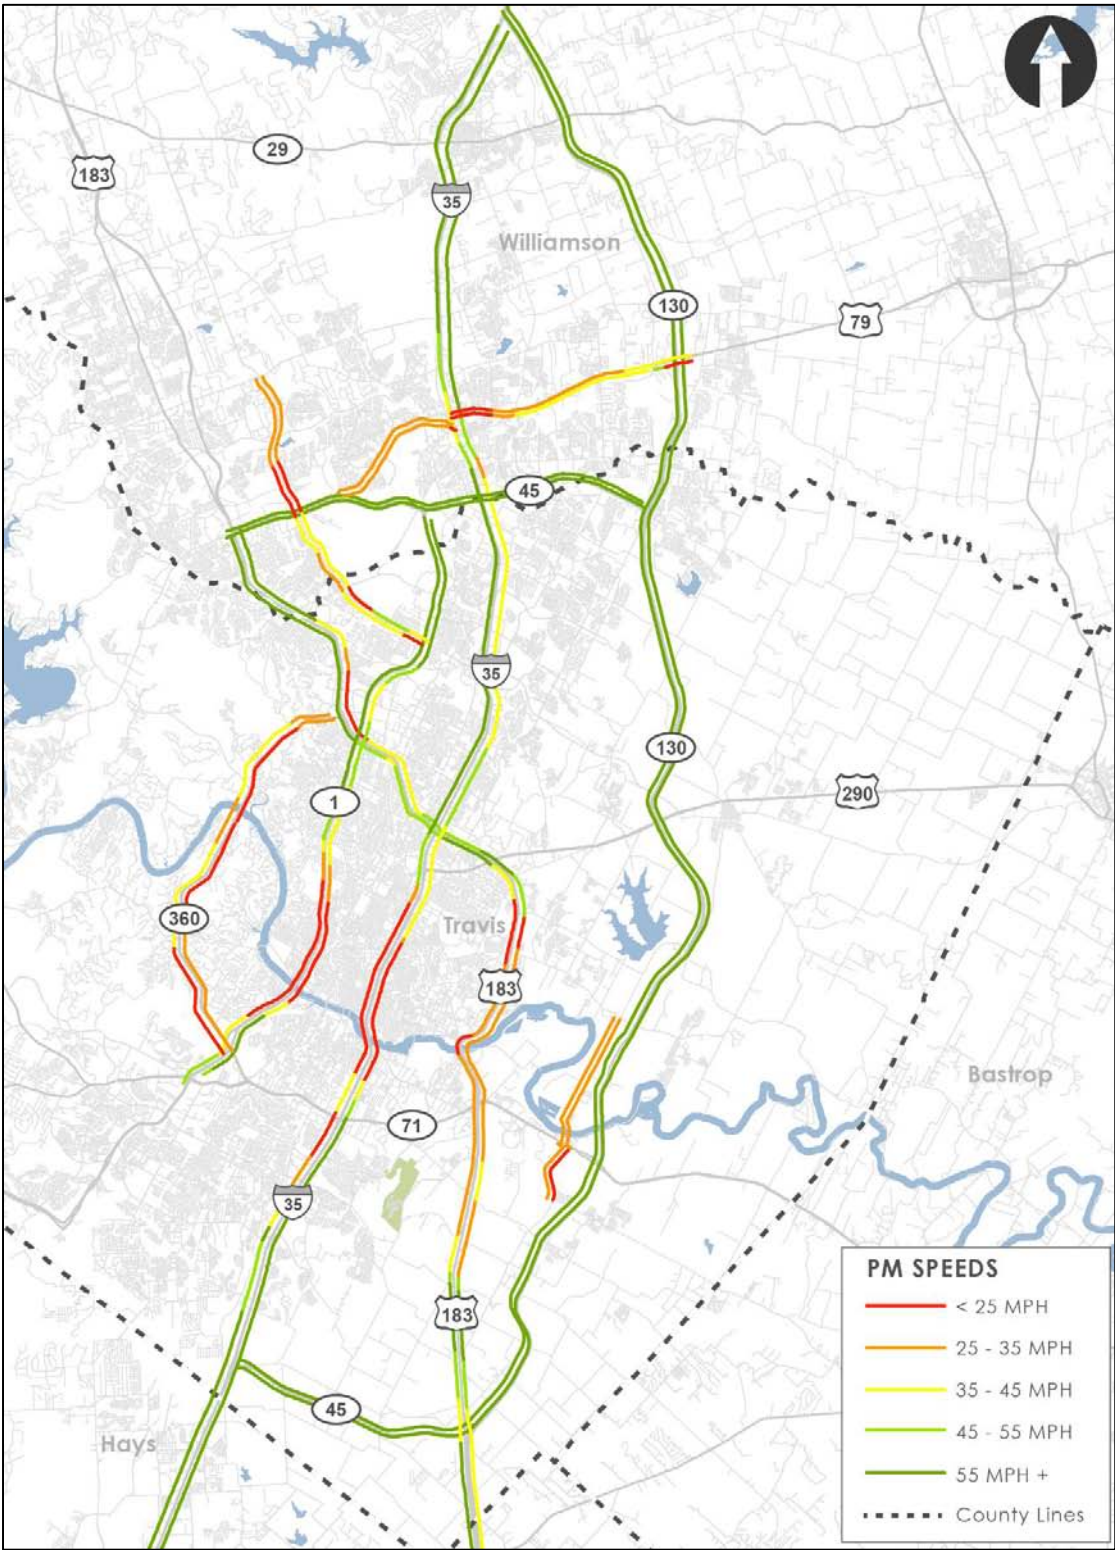 29
183
35
Williamson
130
79
45
35
130
290
1
360
Travis
183
Bastrop
71
35
183
45
Hays
PM SPEEDS
< 25 MPH
25 - 35 MPH
35 - 45 MPH
45 - 55 MPH
55 MPH +
County Lines